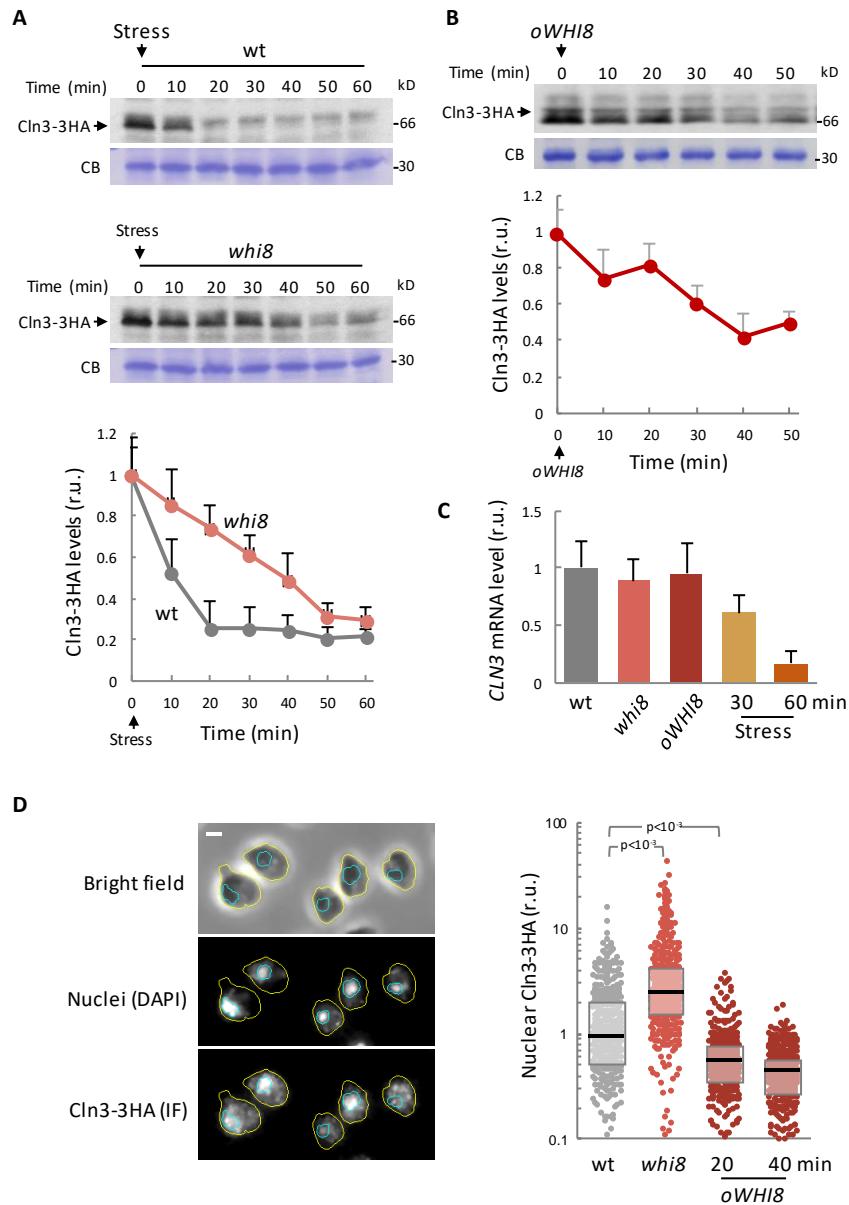 A
Stress
wt
Time (min) 0 10 20 30 40 50 60 kD
Cln3-3HA
-66
CB
-30
Stress
whi8
Time (min) 0 10 20 30 40 50 60 kD
Cln3-3HA
-66
CB
-30
Cln3-3HA levels (r.u.)
1.2
1
0.8
0.6
0.4
0.2
0
whi8
wt
0 10 20 30 40 50 60
Stress
Time (min)
B
oWHI8
Time (min) 0 10 20 30 40 50 kD
Cln3-3HA
-66
CB
-30
Cln3-3HA levels (r.u.)
1.2
1
0.8
0.6
0.4
0.2
0
0 10 20 30 40 50
oWHI8
Time (min)
C
CLN3 mRNA level (r.u.)
1.5
1
0.5
0
wt whi8 oWHI8 30 60 min
Stress
D
Bright field
Nuclei (DAPI)
Cln3-3HA (IF)
Nuclear Cln3-3HA (r.u.)
100
10
1
0.1
p<10⁻³
p<10⁻³
wt whi8 20 40 min
oWHI8